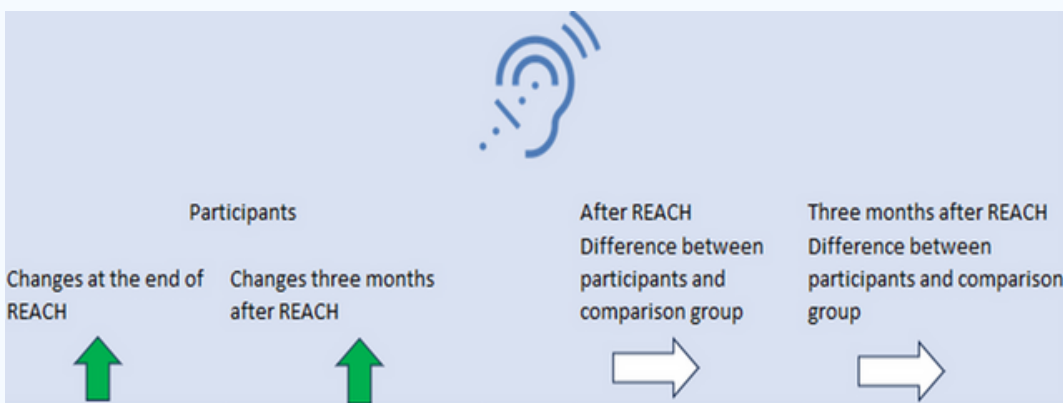 Participants
Changes at the end of
REACH
Changes three months
after REACH
After REACH
Difference between
participants and
comparison group
Three months after REACH
Difference between
participants and comparison
group